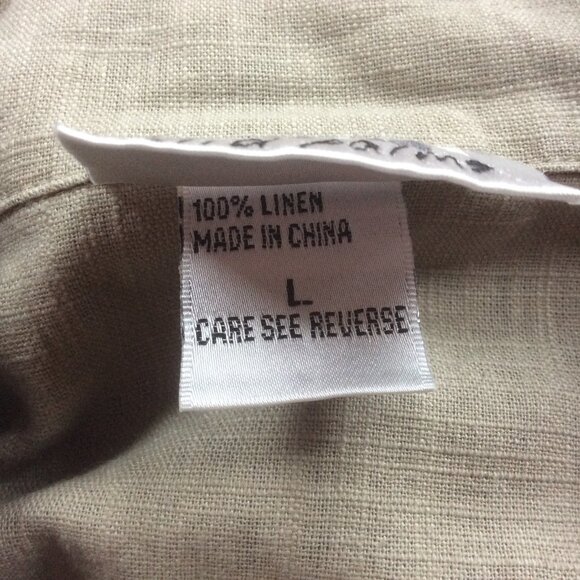 100% LINEN
MADE IN CHINA
L
CARE SEE REVERSE